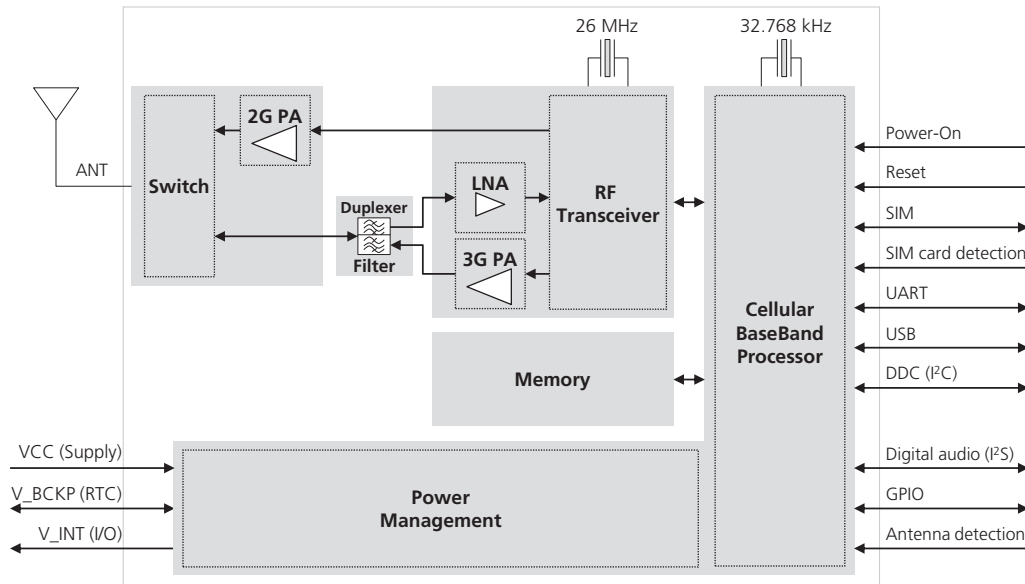 26 MHz
32.768 kHz
ANT
Switch
2G PA
Duplexer
Filter
LNA
3G PA
RF
Transceiver
Memory
Cellular
BaseBand
Processor
Power-On
Reset
SIM
SIM card detection
UART
USB
DDC (I²C)
Digital audio (I²S)
GPIO
Antenna detection
VCC (Supply)
V_BCKP (RTC)
V_INT (I/O)
Power
Management